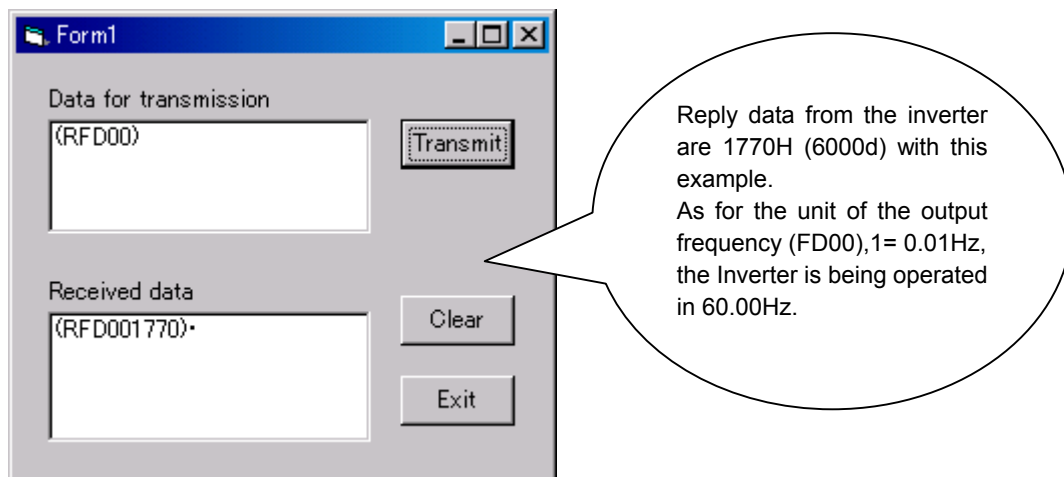 Form1
Data for transmission
(RFD00)
Transmit
Received data
(RFD001770)・
Clear
Exit
Reply data from the inverter
are 1770H (6000d) with this
example.
As for the unit of the output
frequency (FD00),1= 0.01Hz,
the Inverter is being operated
in 60.00Hz.